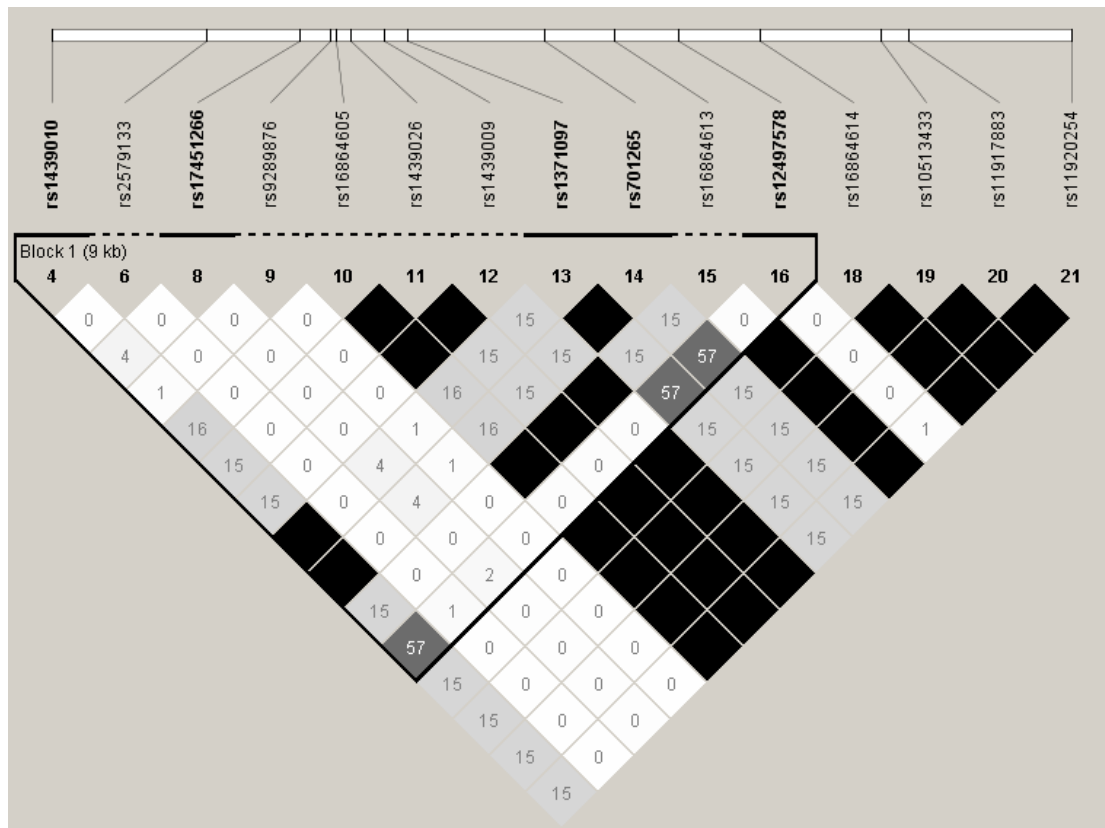 rs1439010
rs2579133
rs17451266
rs9289876
rs16864605
rs1439026
rs1439009
rs1371097
rs701265
rs16864613
rs12497578
rs16864614
rs10513433
rs11917883
rs11920254
Block 1 (9 kb)
4 6 8 9 10 11 12 13 14 15 16 18 19 20 21
0 0 0 0 15 15 0 0
4 0 0 0 15 15 15 57 0
1 0 0 0 16 15 57 15 0
16 0 0 1 16 0 15 15 1
15 0 4 1 0 15 15
15 0 4 0 0 15 15
0 0 0 15
0 2 0
15 1 0 0
57 0 0 0
15 0 0 0
15 0 0
15 0
15